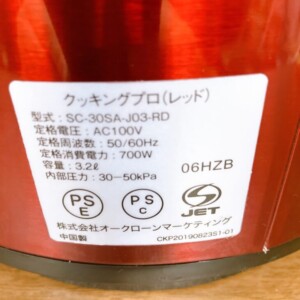 クッキングプロ(レッド)
型式：SC-30SA-J03-RD
定格電圧：AC100V
定格周波数：50/60Hz
定格消費電力：700W
容量：3.2ℓ
内部圧力：30−50kPa
06HZB
PS
E
PS
C
S
JET
株式会社オークローンマーケティング
中国製
CKP20190623S1-01